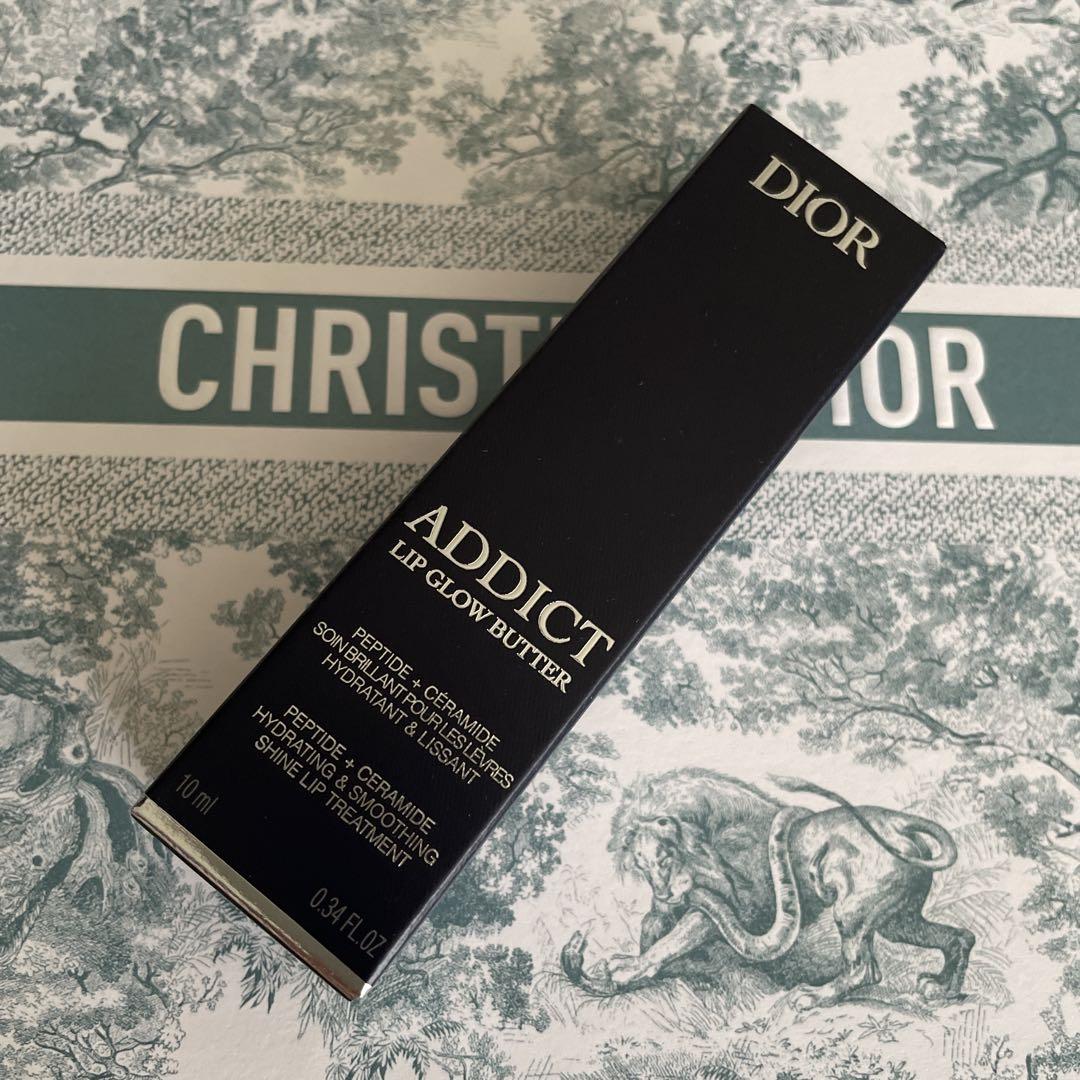 DIOR
CHRIST IOR
ADDICT
LIP GLOW BUTTER
PEPTIDE + CÉRAMIDE
SOIN BRILLANT POUR LES LÈVRES
HYDRATANT & LISSANT
PEPTIDE + CERAMIDE
HYDRATING & SMOOTHING
SHINE LIP TREATMENT
10 ml
0.34 FL.OZ